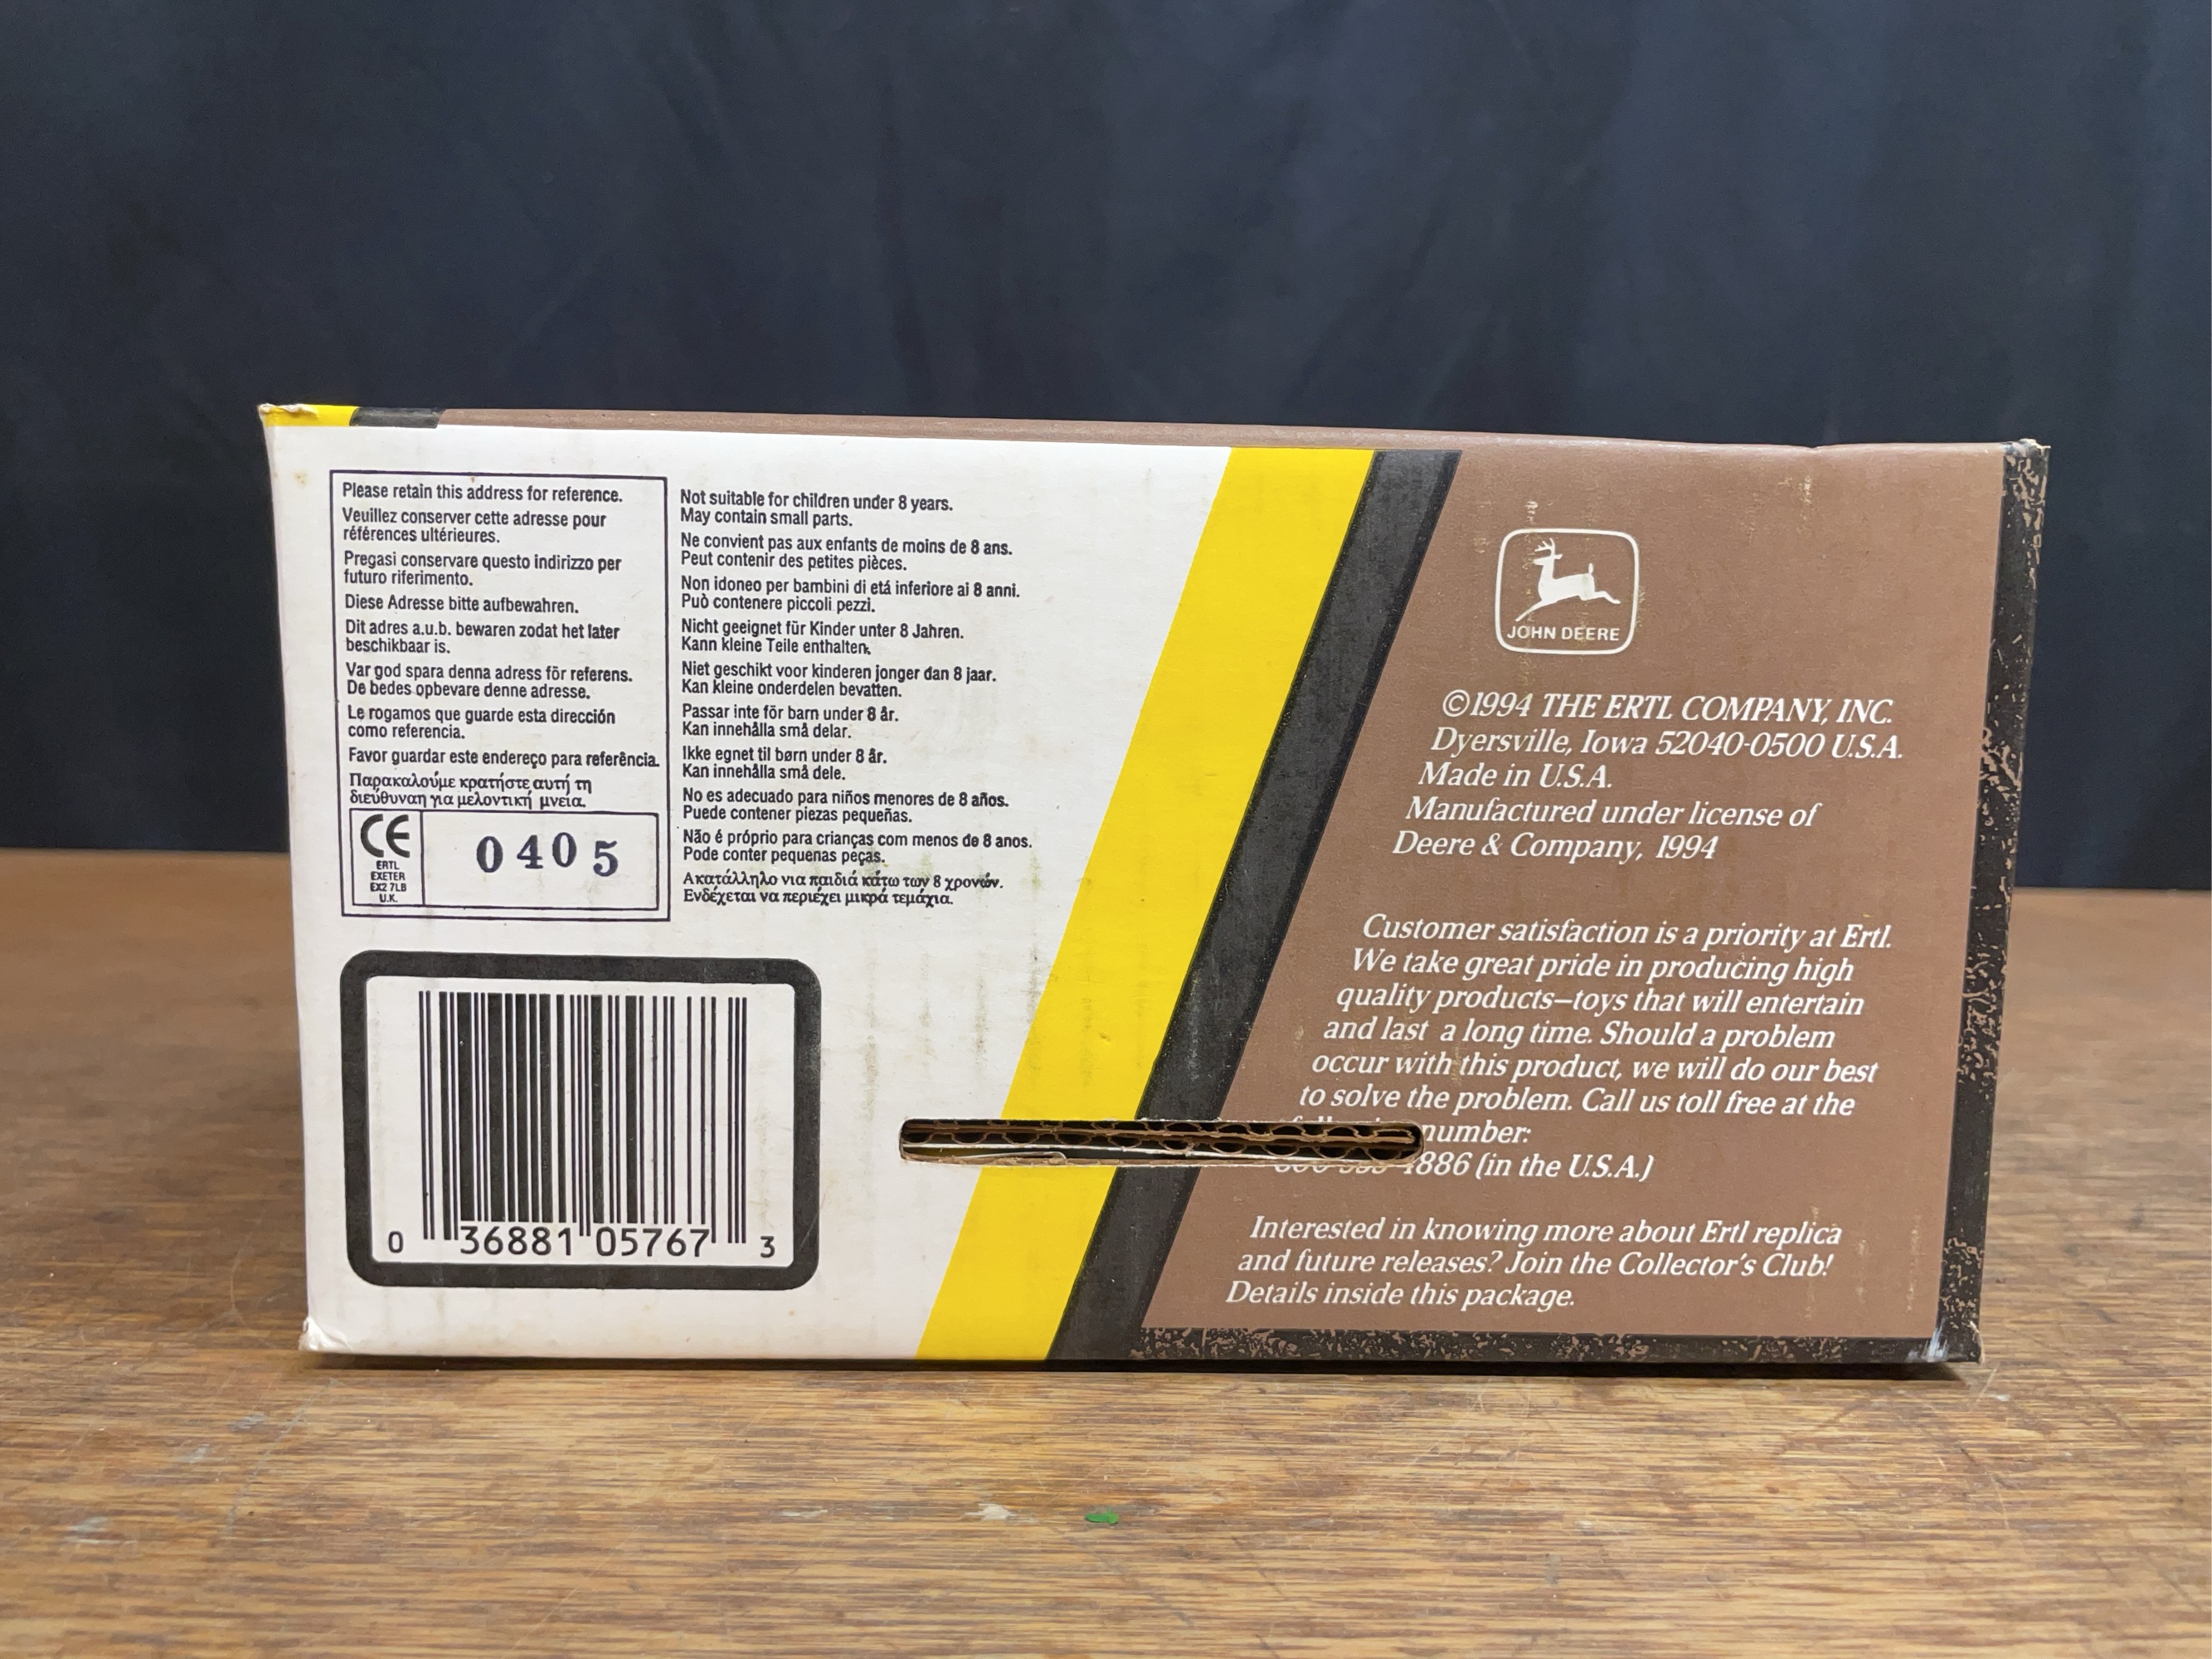 Please retain this address for reference.
Veuillez conserver cette adresse pour
références ultérieures.
Pregasi conservare questo indirizzo per
futuro riferimento.
Diese Adresse bitte aufbewahren.
Dit adres a.u.b. bewaren zodat het later
beschikbaar is.
Var god spara denna adress för referens.
De bedes opbevare denne adresse.
Le rogamos que guarde esta dirección
como referencia.
Favor guardar este endereço para referência.
Παρακαλούμε κρατήστε αυτή τη
διεύθυναη για μελοντική μνεία.
CE
ERTL
EXETER
EX2 7LB
U.K.
0405
Not suitable for children under 8 years.
May contain small parts.
Ne convient pas aux enfants de moins de 8 ans.
Peut contenir des petites pièces.
Non idoneo per bambini di etá inferiore ai 8 anni.
Può contenere piccoli pezzi.
Nicht geeignet für Kinder unter 8 Jahren.
Kann kleine Teile enthalten.
Niet geschikt voor kinderen jonger dan 8 jaar.
Kan kleine onderdelen bevatten.
Passar inte för barn under 8 år.
Kan innehålla små delar.
Ikke egnet til børn under 8 år.
Kan innehålla små dele.
No es adecuado para niños menores de 8 años.
Puede contener piezas pequeñas.
Não é próprio para crianças com menos de 8 anos.
Pode conter pequenas peças.
Ακατάλληλο νια παιδιά κάτω των 8 χρονών.
Ενδέχεται να περιέχει μικρά τεμάχια.
0 36881 05767 3
JOHN DEERE
©1994 THE ERTL COMPANY, INC.
Dyersville, Iowa 52040-0500 U.S.A.
Made in U.S.A.
Manufactured under license of
Deere & Company, 1994
Customer satisfaction is a priority at Ertl.
We take great pride in producing high
quality products—toys that will entertain
and last a long time. Should a problem
occur with this product, we will do our best
to solve the problem. Call us toll free at the
number:
1886 (in the U.S.A.)
Interested in knowing more about Ertl replica
and future releases? Join the Collector's Club!
Details inside this package.